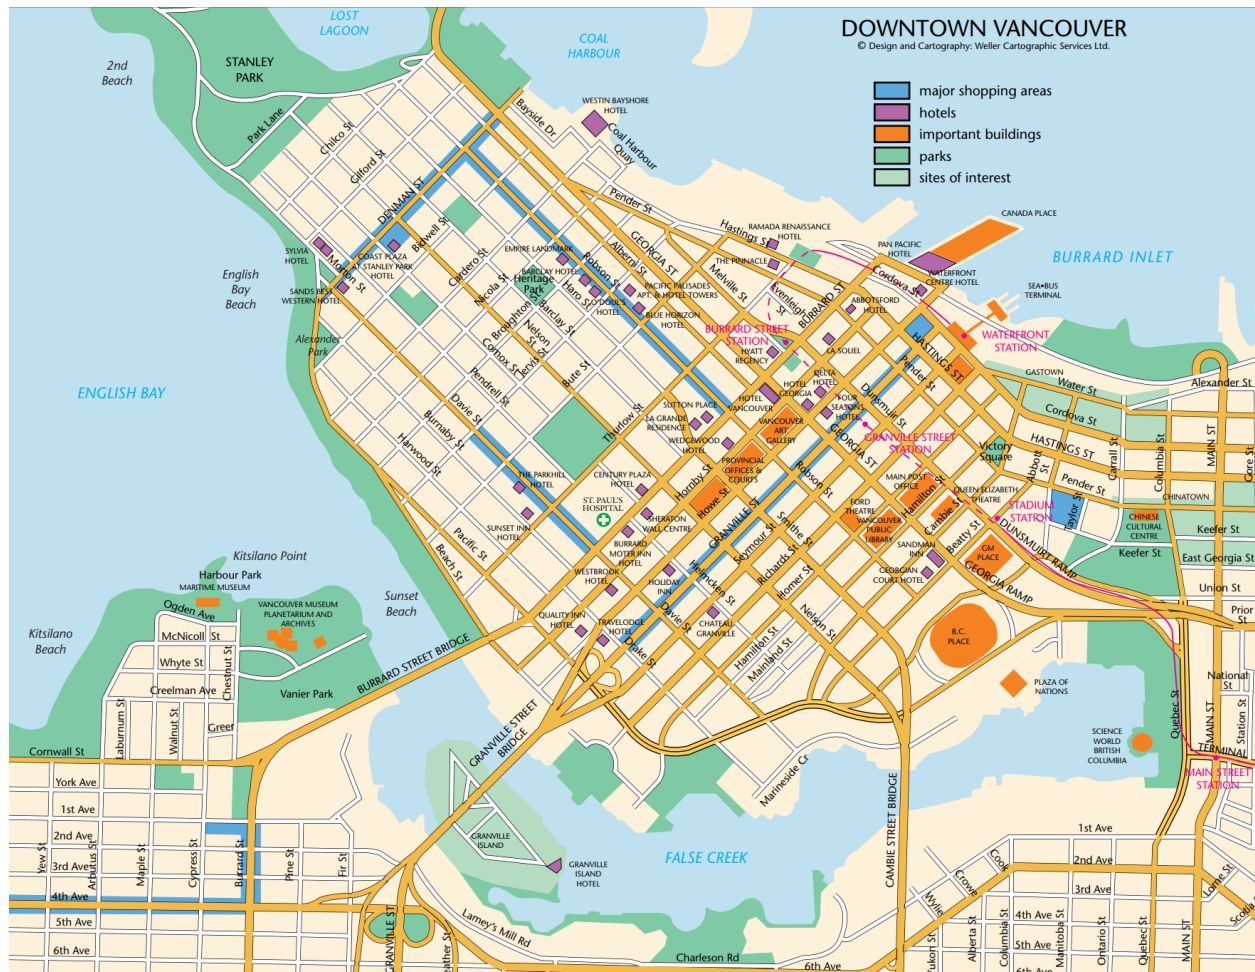 DOWNTOWN VANCOUVER
© Design and Cartography: Weller Cartographic Services Ltd.
major shopping areas
hotels
important buildings
parks
sites of interest
LOST
LAGOON
COAL
HARBOUR
2nd
Beach
STANLEY
PARK
WESTIN BAYSHORE
HOTEL
Bayside Dr
Coal Harbour
Quay
Park Lane
Chilco St
Gilford St
DENMAN ST
Bidwell St
Cardero St
Nicola St
Broughton St
Jervis St
Bute St
Thurlow St
BURRARD ST
Hornby St
Howe St
GRANVILLE ST
Seymour St
Richards St
Homer St
Hamilton St
Mainland St
Hamilton St
Cambie St
Beatty St
Pender St
Hastings St
GEORGIA ST
Melville St
Evenleigh
St
Alberni St
Robson St
Haro St
Barclay St
Nelson
St
Comox St
Pendrell St
Davie St
Burnaby St
Harwood St
Pacific St
Beach St
Morton St
SYLVIA
HOTEL
COAST PLAZA
AT STANLEY PARK
HOTEL
SANDS BEST
WESTERN HOTEL
English
Bay
Beach
Alexander
Park
ENGLISH BAY
EMPIRE LANDMARK
BARCLAY HOTEL
Heritage
Park
O'DOUL'S
HOTEL
PACIFIC PALISADES
APT & HOTEL TOWERS
BLUE HORIZON
HOTEL
RAMADA RENAISSANCE
HOTEL
THE PINNACLE
PAN PACIFIC
HOTEL
CANADA PLACE
Cordova St
WATERFRONT
CENTRE HOTEL
BURRARD INLET
SEA•BUS
TERMINAL
ABBOTSFORD
HOTEL
BURRARD STREET
STATION
WATERFRONT
STATION
HYATT
REGENCY
LA SOLIEL
HASTINGS ST
Pender St
Dunsmuir St
DELTA
HOTEL
HOTEL
GEORGIA
FOUR
SEASONS
HOTEL
HOTEL
VANCOUVER
VANCOUVER
ART
GALLERY
GEORGIA ST
GRANVILLE STREET
STATION
SUTTON PLACE
LA GRANDE
RESIDENCE
WEDGEWOOD
HOTEL
PROVINCIAL
OFFICES &
COURTS
Robson St
Smithe
St
GASTOWN
Water St
Cordova St
HASTINGS ST
Alexander St
Victory
Square
Abbott
St
Carrall St
Columbia St
MAIN ST
Gore St
Pender St
CHINATOWN
Taylor St
CHINESE
CULTURAL
CENTRE
Keefer St
Keefer St
East Georgia St
Union St
Prior
St
MAIN POST
OFFICE
QUEEN ELIZABETH
THEATRE
FORD
THEATRE
VANCOUVER
PUBLIC
LIBRARY
STADIUM
STATION
DUNSMUIRT RAMP
GEORGIA RAMP
GM
PLACE
SANDMAN
INN
GEORGIAN
COURT HOTEL
THE PARKHILL
HOTEL
CENTURY PLAZA
HOTEL
ST. PAUL'S
HOSPITAL
SHERATON
WALL CENTRE
SUNSET INN
HOTEL
BURRARD
MOTER INN
HOTEL
WESTBROOK
HOTEL
HOLIDAY
INN
Helmcken St
Davie St
Drake St
Nelson St
CHATEAU
GRANVILLE
QUALITY INN
HOTEL
TRAVELODGE
HOTEL
B.C.
PLACE
PLAZA OF
NATIONS
SCIENCE
WORLD
BRITISH
COLUMBIA
Quebec St
MAIN ST
National
St
Station St
TERMINAL
MAIN STREET
STATION
Kitsilano Point
Harbour Park
MARITIME MUSEUM
Ogden Ave
VANCOUVER MUSEUM
PLANETARIUM AND
ARCHIVES
Sunset
Beach
Kitsilano
Beach
McNicoll St
Whyte St
Creelman Ave
Greer
Chestnut St
Laburnum St
Walnut St
Vanier Park
BURRARD STREET BRIDGE
GRANVILLE STREET
BRIDGE
Cornwall St
York Ave
1st Ave
2nd Ave
3rd Ave
4th Ave
5th Ave
6th Ave
Yew St
Arbutus St
Maple St
Cypress St
Burrard St
Pine St
Fir St
GRANVILLE
ISLAND
GRANVILLE
ISLAND
HOTEL
FALSE CREEK
Marineside Cr
CAMBIE STREET BRIDGE
Lamey's Mill Rd
GRANVILLE ST
Charleson Rd
6th Ave
1st Ave
2nd Ave
3rd Ave
4th Ave
5th Ave
6th Ave
Cook
Crowe
Wylie
Yukon St
Alberta St
Columbia St
Manitoba St
Ontario St
Quebec St
MAIN ST
Lorne St